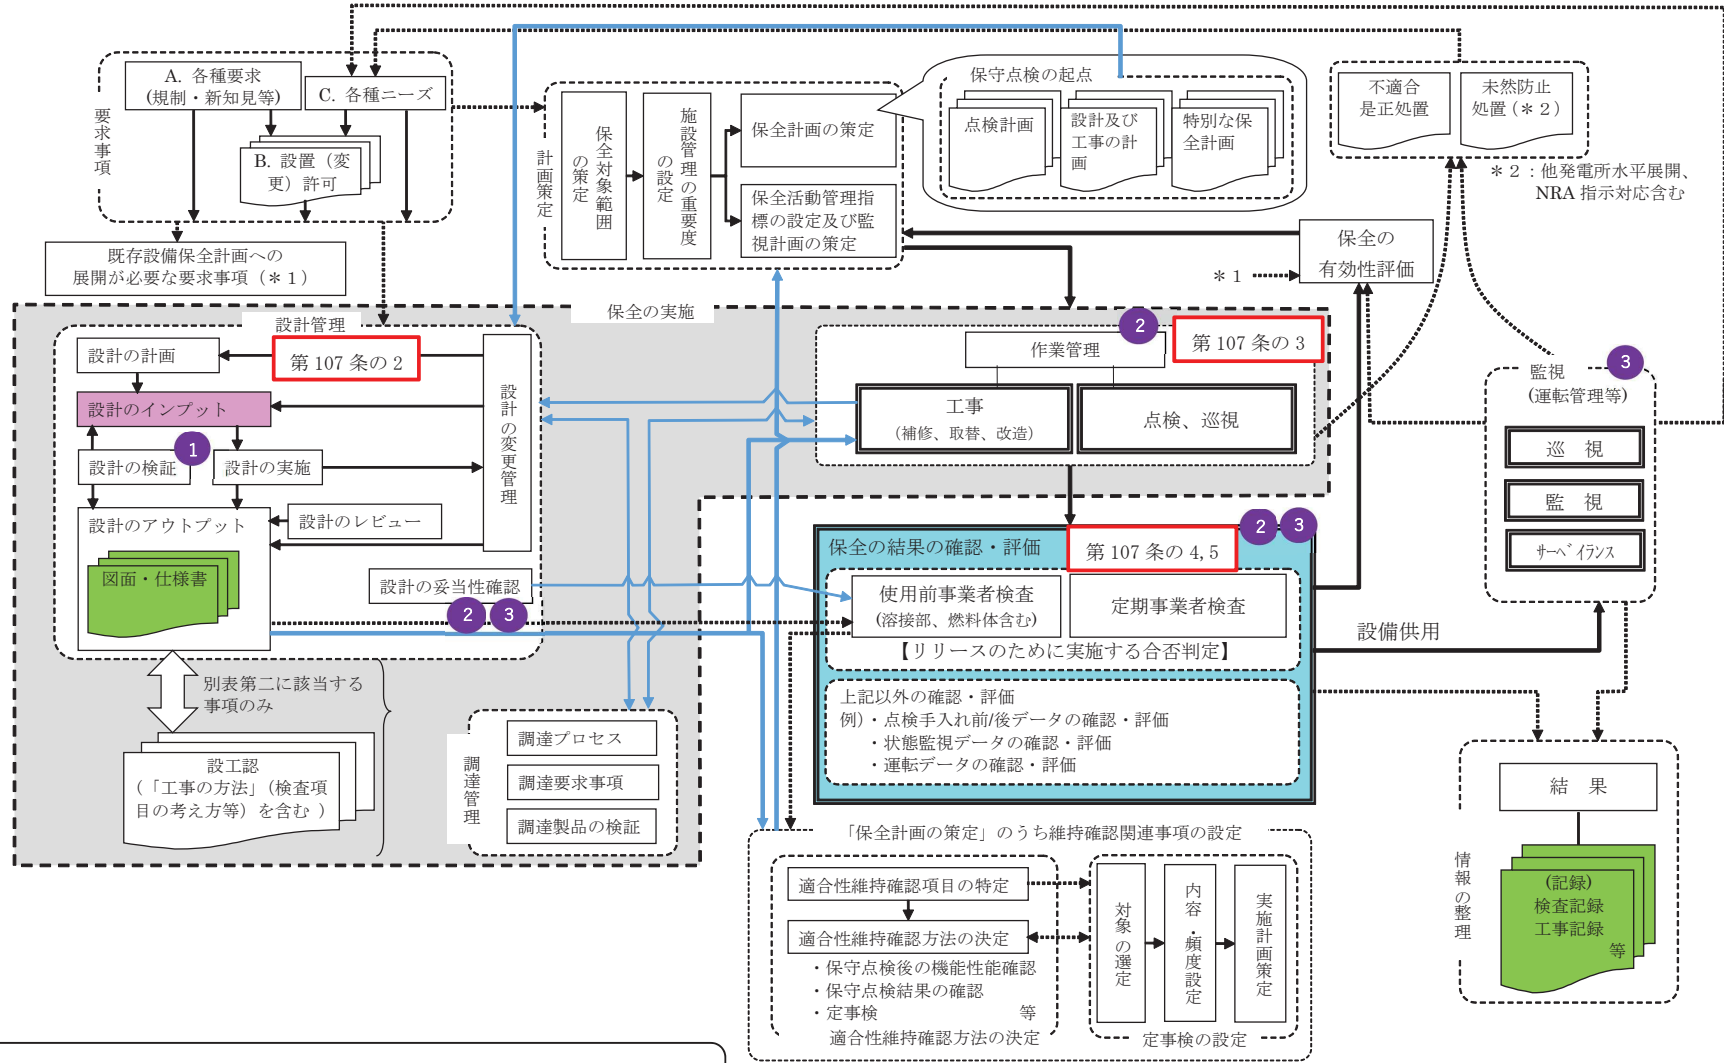 A. 各種要求
(規制・新知見等)
C. 各種ニーズ
B. 設置（変
更）許可
要求事項
既存設備保全計画への
展開が必要な要求事項（＊1）
計画策定
保全対象範囲
の策定
施設管理の重要度
の設定
保全計画の策定
保全活動管理指
標の設定及び監
視計画の策定
保守点検の起点
点検計画
設計及び
工事の計
画
特別な保
全計画
不適合
是正処置
未然防止
処置（＊2）
＊2：他発電所水平展開、
NRA 指示対応含む
保全の
有効性評価
＊1
保全の実施
設計管理
設計の計画
第 107 条の 2
設計のインプット
設計の検証
1
設計の実施
設計の変更管理
設計のアウトプット
設計のレビュー
図面・仕様書
設計の妥当性確認
2
3
別表第二に該当する
事項のみ
設工認
（「工事の方法」（検査項
目の考え方等）を含む ）
調達管理
調達プロセス
調達要求事項
調達製品の検証
2
作業管理
第 107 条の 3
工事
（補修、取替、改造）
点検、巡視
2
3
保全の結果の確認・評価
第 107 条の 4, 5
使用前事業者検査
(溶接部、燃料体含む)
定期事業者検査
【リリースのために実施する合否判定】
上記以外の確認・評価
例）・点検手入れ前/後データの確認・評価
・状態監視データの確認・評価
・運転データの確認・評価
3
監視
(運転管理等)
巡　視
監　視
ｻｰﾍﾞｲﾗﾝｽ
設備供用
「保全計画の策定」のうち維持確認関連事項の設定
適合性維持確認項目の特定
適合性維持確認方法の決定
・保守点検後の機能性能確認
・保守点検結果の確認
・定事検　　　　　　　　等
適合性維持確認方法の決定
対象の選定
内容・頻度設定
実施計画策定
定事検の設定
情報の整理
結　果
(記録)
検査記録
工事記録
等